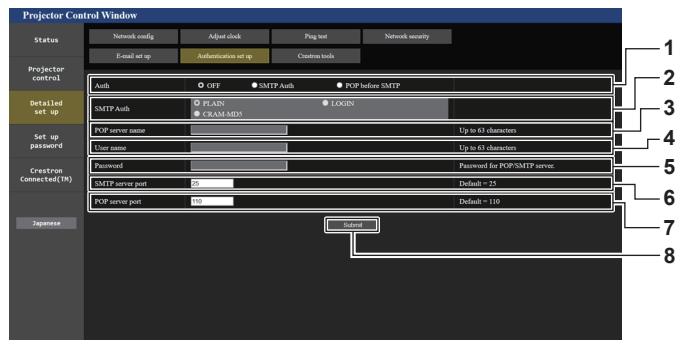 Projector Control Window
Status
Network config
Adjust clock
Ping test
Network security
E-mail set up
Authentication set up
Crestron tools
Projector
control
Detailed
set up
Set up
password
Crestron
Connected(TM)
Japanese
Auth
OFF
SMTP Auth
POP before SMTP
1
SMTP Auth
PLAIN
LOGIN
CRAM-MD5
2
POP server name
Up to 63 characters
3
User name
Up to 63 characters
4
Password
Password for POP/SMTP server.
5
SMTP server port
25
Default = 25
6
POP server port
110
Default = 110
7
Submit
8